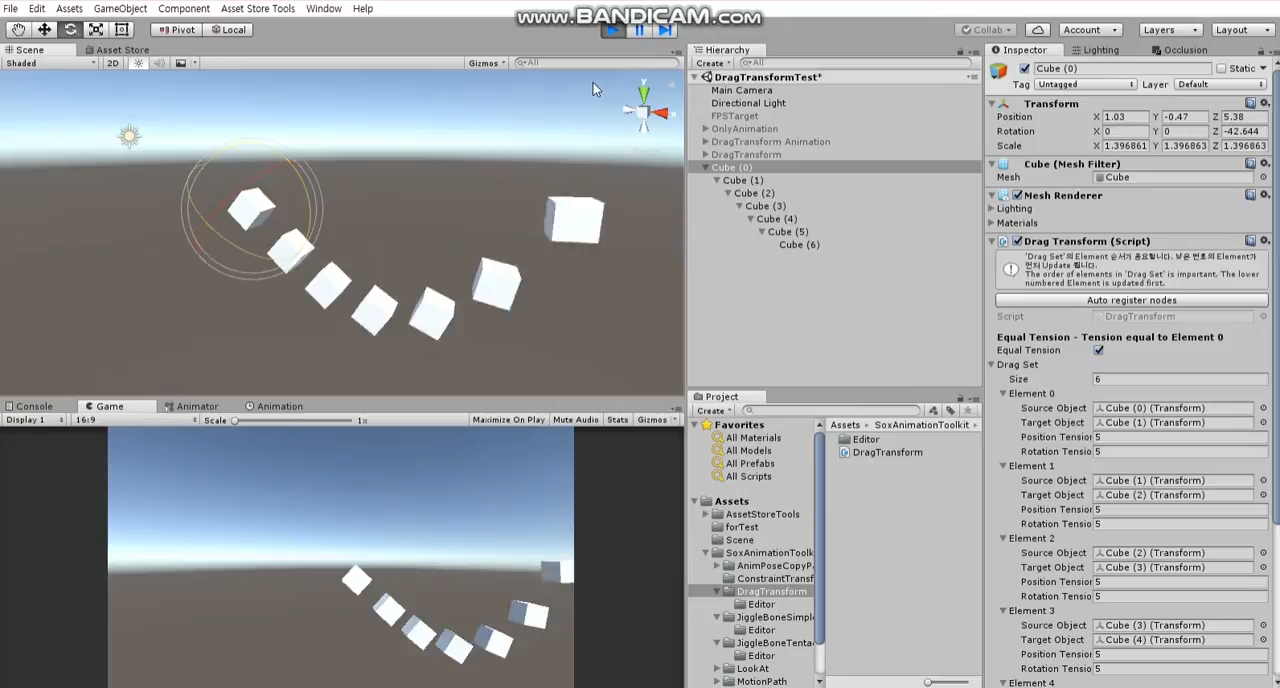 www.BANDICAM.com
File Edit Assets GameObject Component Asset Store Tools Window Help
Pivot Local Collab Account Layers Layout
Scene Asset Store
Shaded 2D Gizmos All
y
Hierarchy
Create All
DragTransformTest*
Main Camera
Directional Light
FPSTarget
OnlyAnimation
DragTransform Animation
DragTransform
Cube (0)
Cube (1)
Cube (2)
Cube (3)
Cube (4)
Cube (5)
Cube (6)
Console Game Animator Animation
Display 1 16:9 Scale 1x Maximize On Play Mute Audio Stats Gizmos
Project
Create
Favorites
All Materials
All Models
All Prefabs
All Scripts
Assets
AssetStoreTools
forTest
Scene
SoxAnimationToolk
AnimPoseCopyP
ConstraintTransf
DragTransform
Editor
JiggleBoneSimpl
Editor
JiggleBoneTenta
Editor
LookAt
MotionPath
Assets SoxAnimationToolkit
Editor
DragTransform
Inspector Lighting Occlusion
Cube (0) Static
Tag Untagged Layer Default
Transform
Position X 1.03 Y -0.47 Z 5.38
Rotation X 0 Y 0 Z -42.644
Scale X 1.396861 Y 1.396863 Z 1.396863
Cube (Mesh Filter)
Mesh Cube
Mesh Renderer
Lighting
Materials
Drag Transform (Script)
'Drag Set'의 Element 순서가 중요합니다. 낮은 번호의 Element가
먼저 Update 됩니다.
The order of elements in 'Drag Set' is important. The lower
numbered Element is updated first.
Auto register nodes
Script DragTransform
Equal Tension - Tension equal to Element 0
Equal Tension
Drag Set
Size 6
Element 0
Source Object Cube (0) (Transform)
Target Object Cube (1) (Transform)
Position Tensio 5
Rotation Tensio 5
Element 1
Source Object Cube (1) (Transform)
Target Object Cube (2) (Transform)
Position Tensio 5
Rotation Tensio 5
Element 2
Source Object Cube (2) (Transform)
Target Object Cube (3) (Transform)
Position Tensio 5
Rotation Tensio 5
Element 3
Source Object Cube (3) (Transform)
Target Object Cube (4) (Transform)
Position Tensio 5
Rotation Tensio 5
Element 4